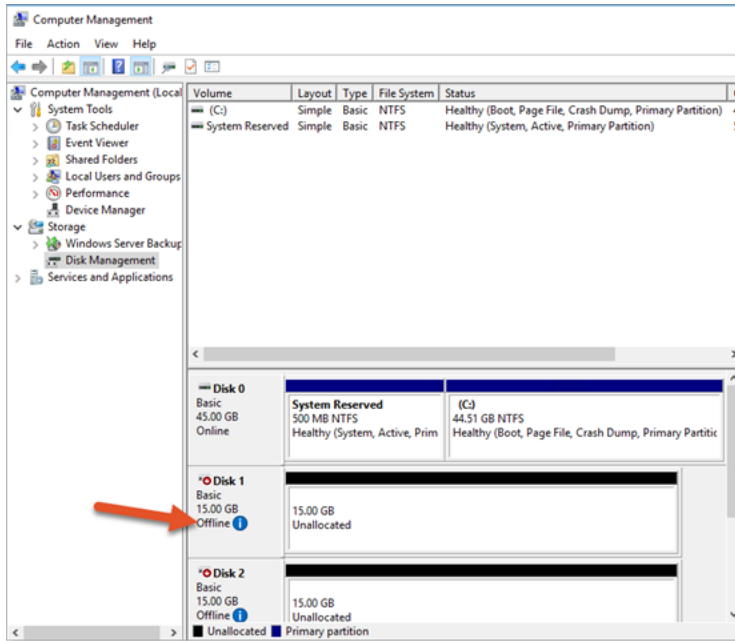 Computer Management
File Action View Help
Computer Management (Local
System Tools
Task Scheduler
Event Viewer
Shared Folders
Local Users and Groups
Performance
Device Manager
Storage
Windows Server Backup
Disk Management
Services and Applications
Volume Layout Type File System Status
(C:) Simple Basic NTFS Healthy (Boot, Page File, Crash Dump, Primary Partition)
System Reserved Simple Basic NTFS Healthy (System, Active, Primary Partition)
Disk 0
Basic
45.00 GB
Online
System Reserved
500 MB NTFS
Healthy (System, Active, Prim
(C:)
44.51 GB NTFS
Healthy (Boot, Page File, Crash Dump, Primary Partitic
Disk 1
Basic
15.00 GB
Offline
15.00 GB
Unallocated
Disk 2
Basic
15.00 GB
Offline
15.00 GB
Unallocated
Unallocated Primary partition